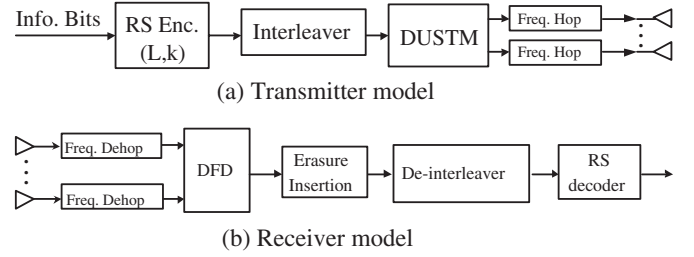 Info. Bits
RS Enc.
(L,k)
Interleaver
DUSTM
Freq. Hop
Freq. Hop
(a) Transmitter model
Freq. Dehop
Freq. Dehop
DFD
Erasure
Insertion
De-interleaver
RS
decoder
(b) Receiver model